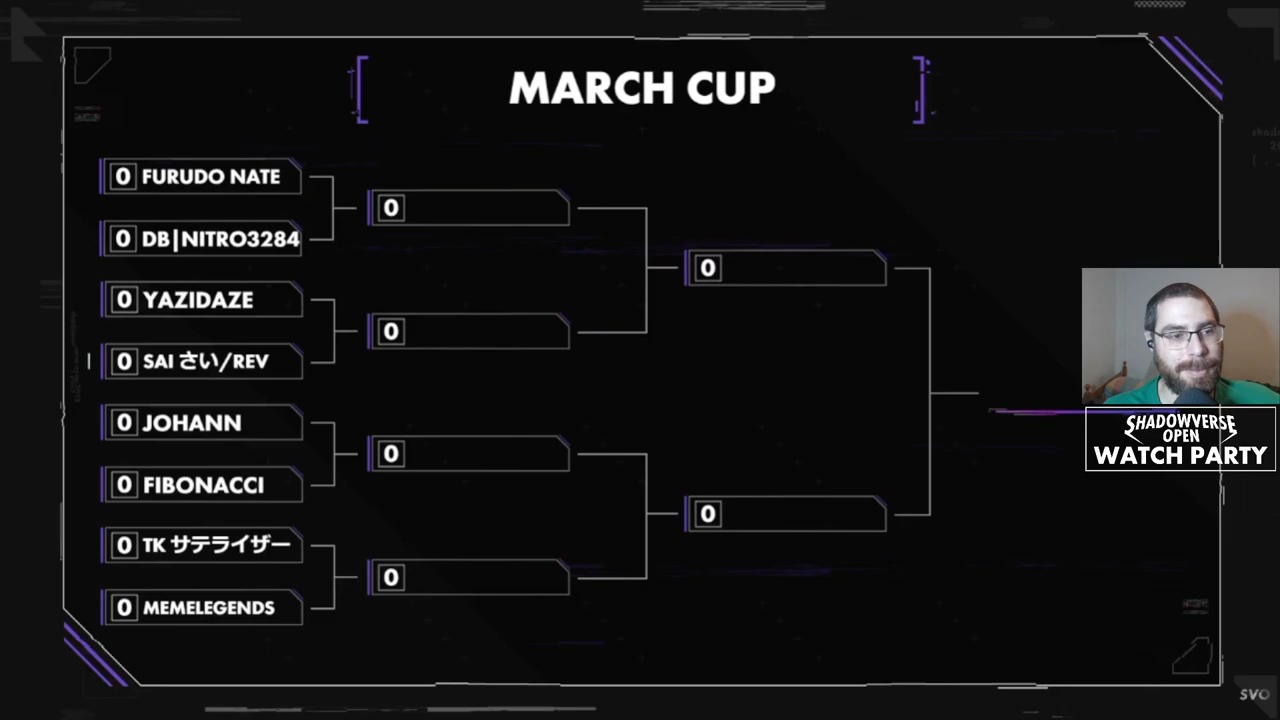 MARCH CUP
0 FURUDO NATE
0 DB|NITRO3284
0 YAZIDAZE
0 SAI さい/REV
0 JOHANN
0 FIBONACCI
0 TK サテライザー
0 MEMELEGENDS
0
0
0
0
0
0
SHADOWVERSE
OPEN
WATCH PARTY
SVO